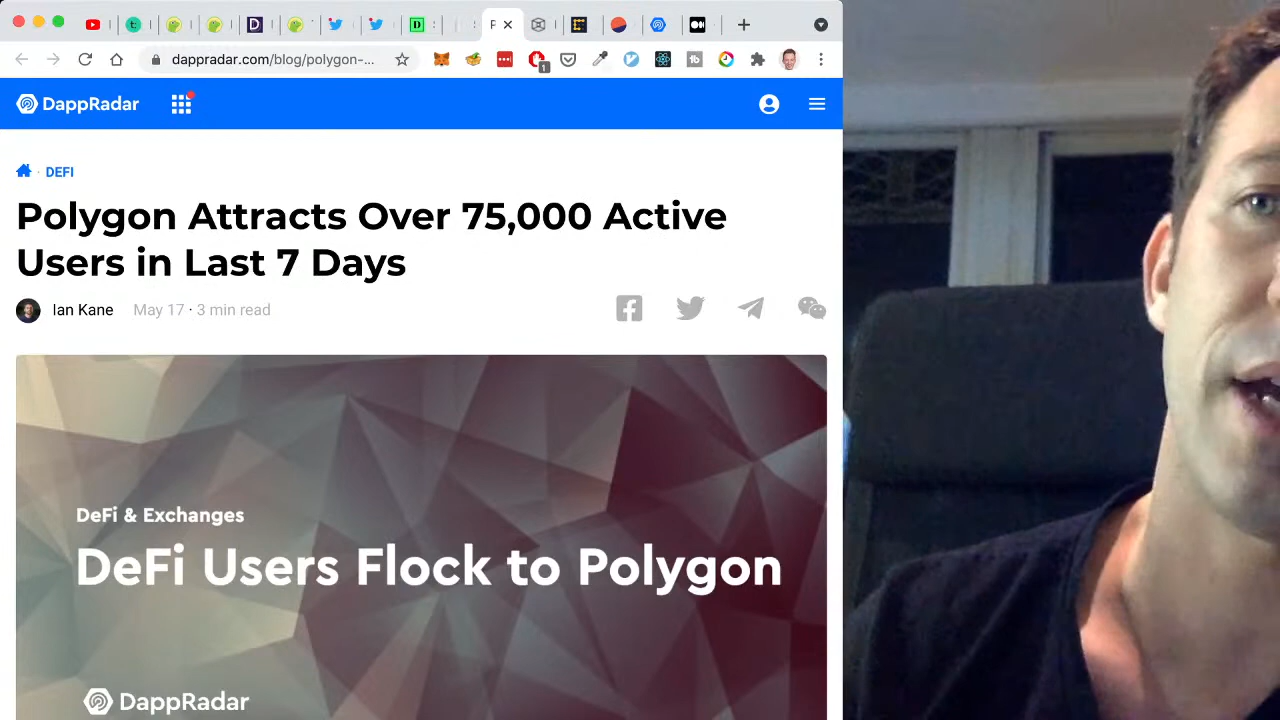 dappradar.com/blog/polygon-...
1
DappRadar
DEFI
Polygon Attracts Over 75,000 Active
Users in Last 7 Days
Ian Kane May 17 · 3 min read
DeFi & Exchanges
DeFi Users Flock to Polygon
DappRadar